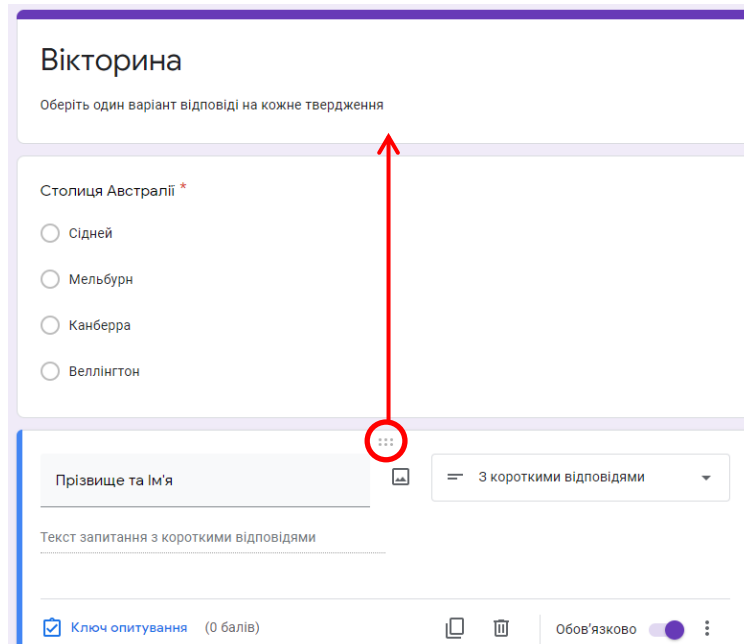 Вікторина
Оберіть один варіант відповіді на кожне твердження
Столиця Австралії *
Сідней
Мельбурн
Канберра
Веллінгтон
Прізвище та Ім'я
З короткими відповідями
Текст запитання з короткими відповідями
Ключ опитування (0 балів)
Обов'язково